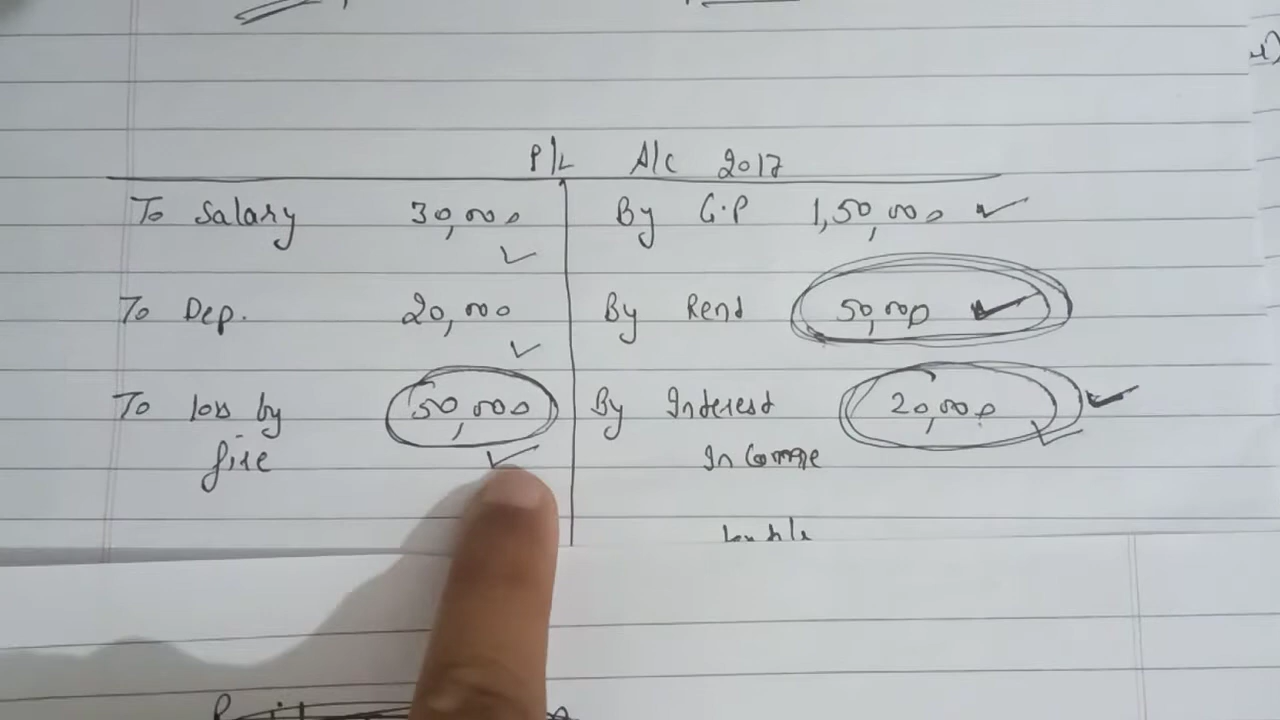 P/L A/C 2017
To Salary 30,000 By G.P 1,50,000
To Dep. 20,000 By Rend 50,000
To loss by 50,000 By Interest 20,000
fire Income